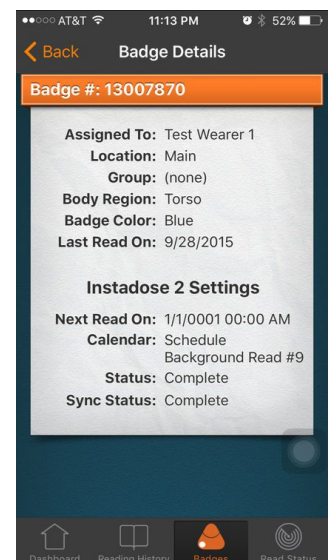 AT&T 11:13 PM 52%
Back Badge Details
Badge #: 13007870
Assigned To: Test Wearer 1
Location: Main
Group: (none)
Body Region: Torso
Badge Color: Blue
Last Read On: 9/28/2015
Instadose 2 Settings
Next Read On: 1/1/0001 00:00 AM
Calendar: Schedule
Background Read #9
Status: Complete
Sync Status: Complete
Dashboard Reading History Badges Read Status